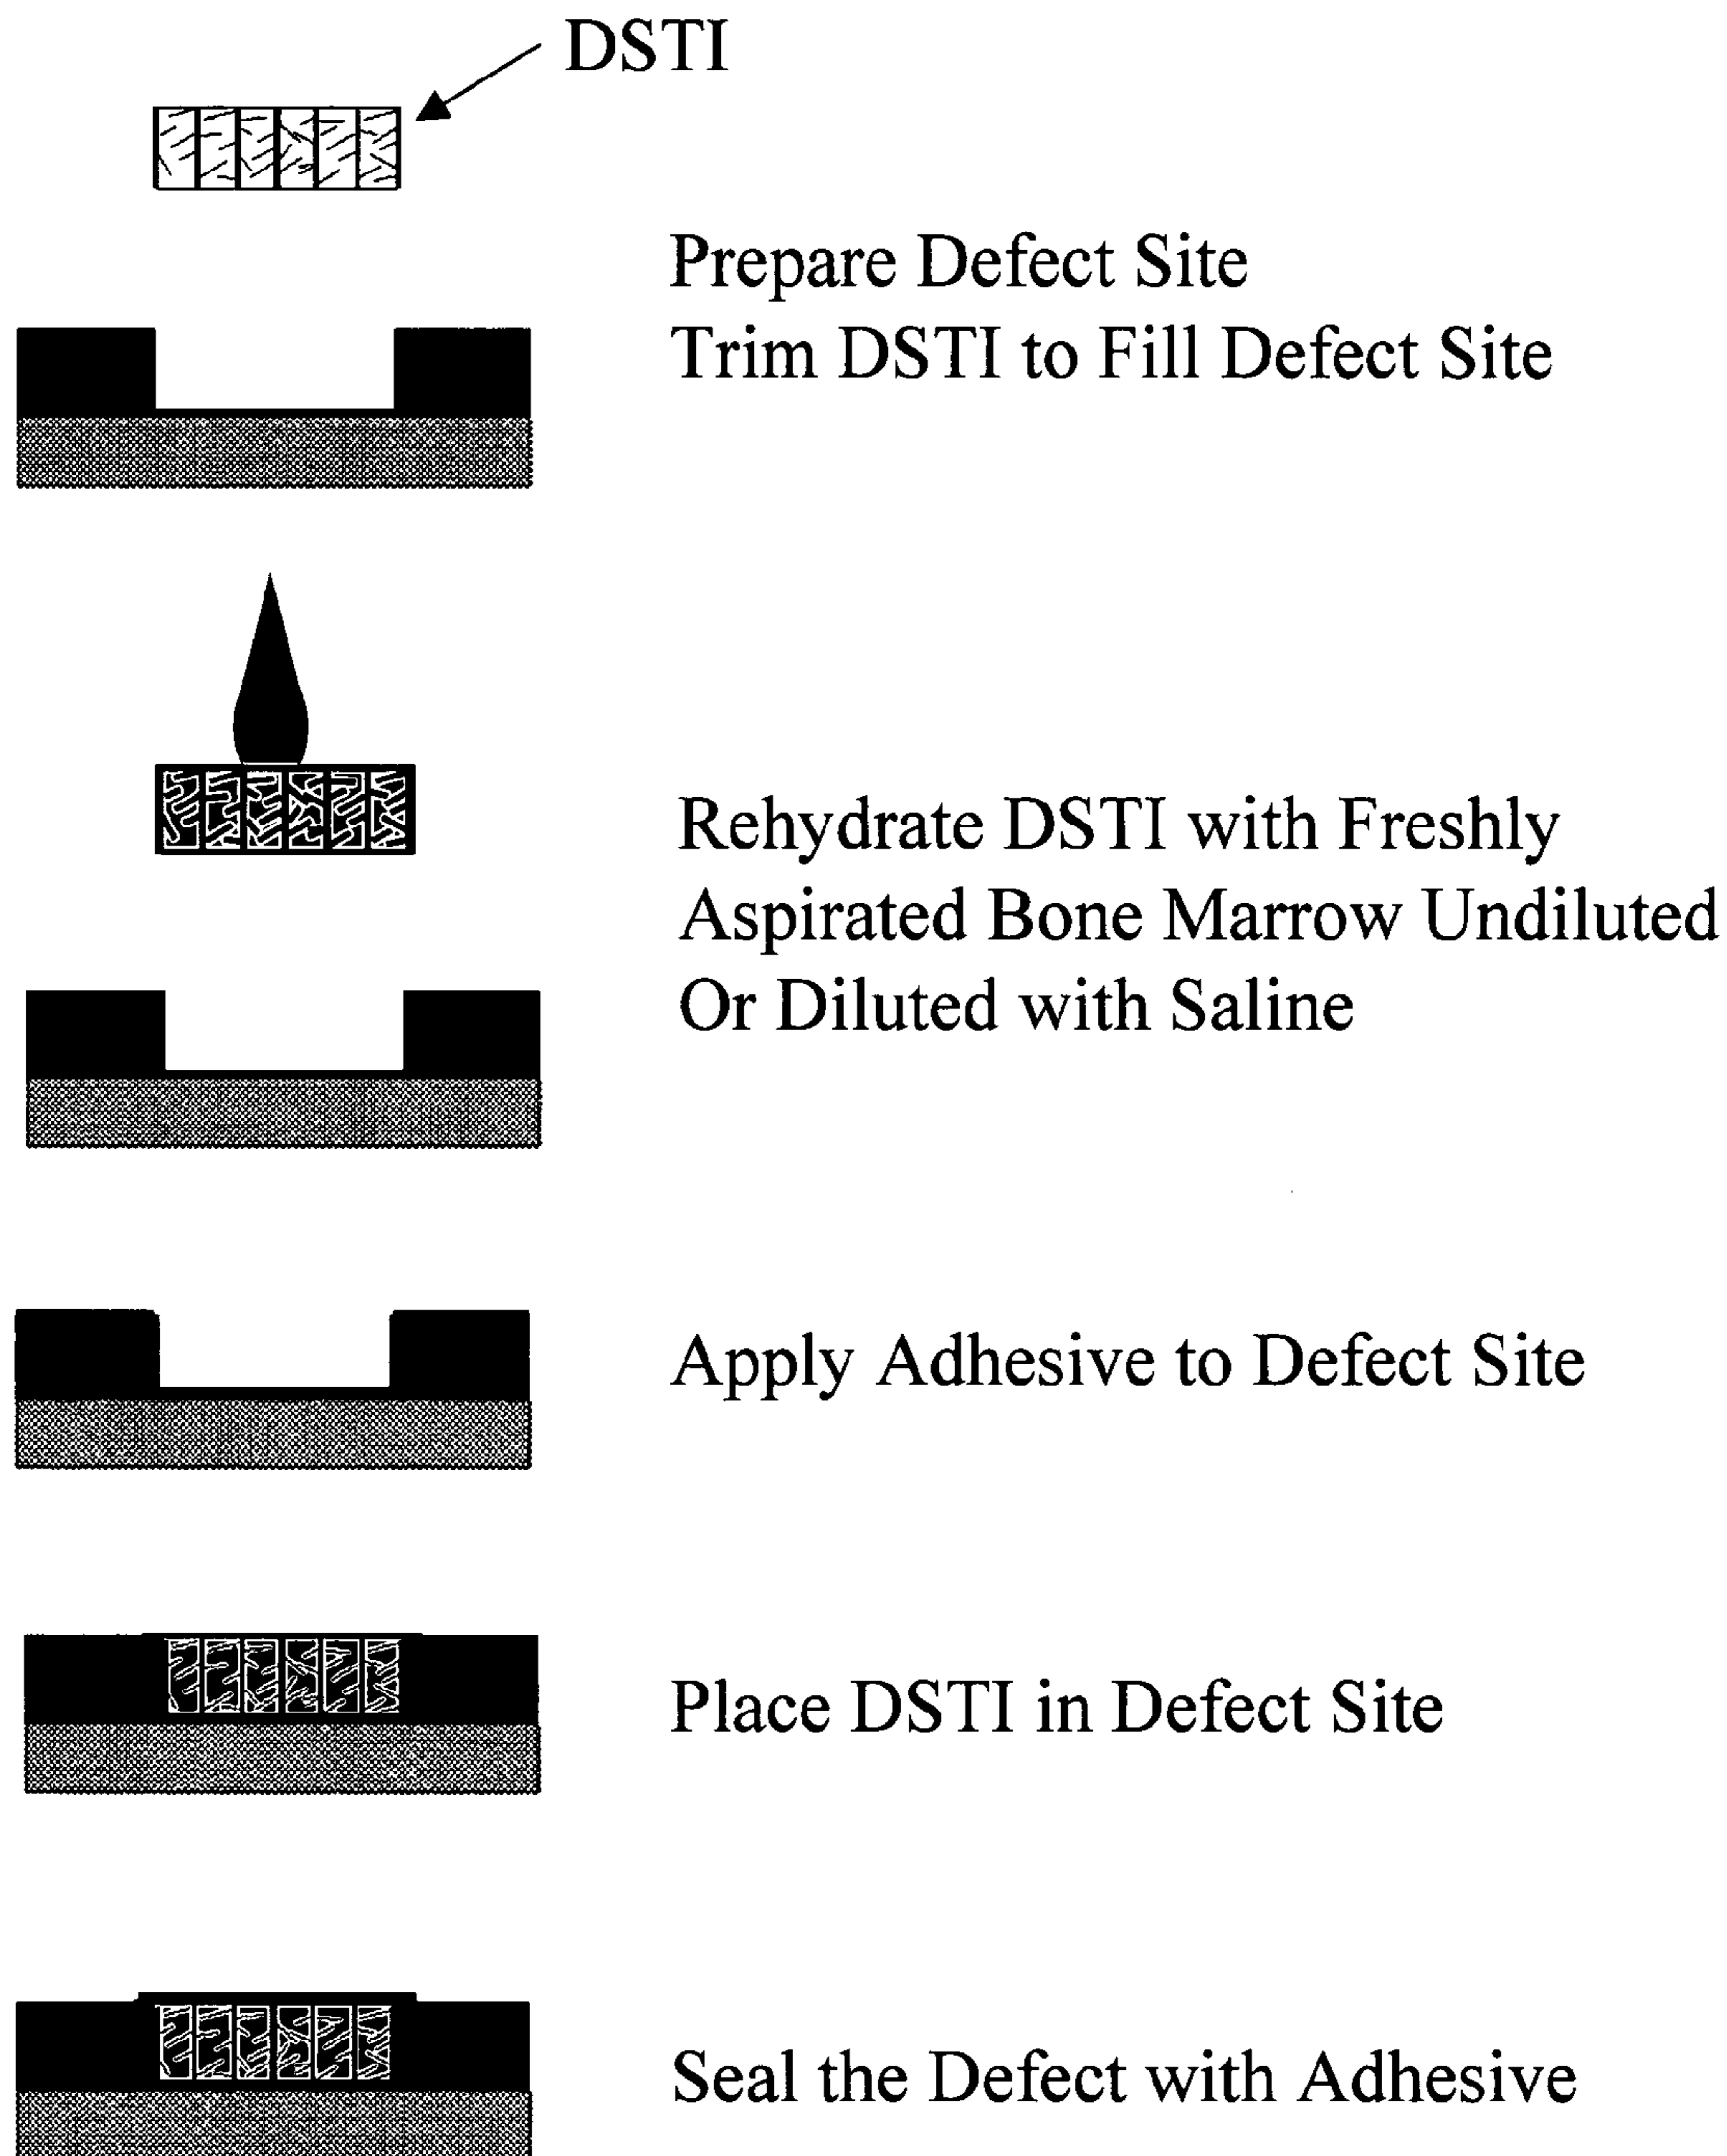 DSTI
Prepare Defect Site
Trim DSTI to Fill Defect Site
Rehydrate DSTI with Freshly
Aspirated Bone Marrow Undiluted
Or Diluted with Saline
Apply Adhesive to Defect Site
Place DSTI in Defect Site
Seal the Defect with Adhesive